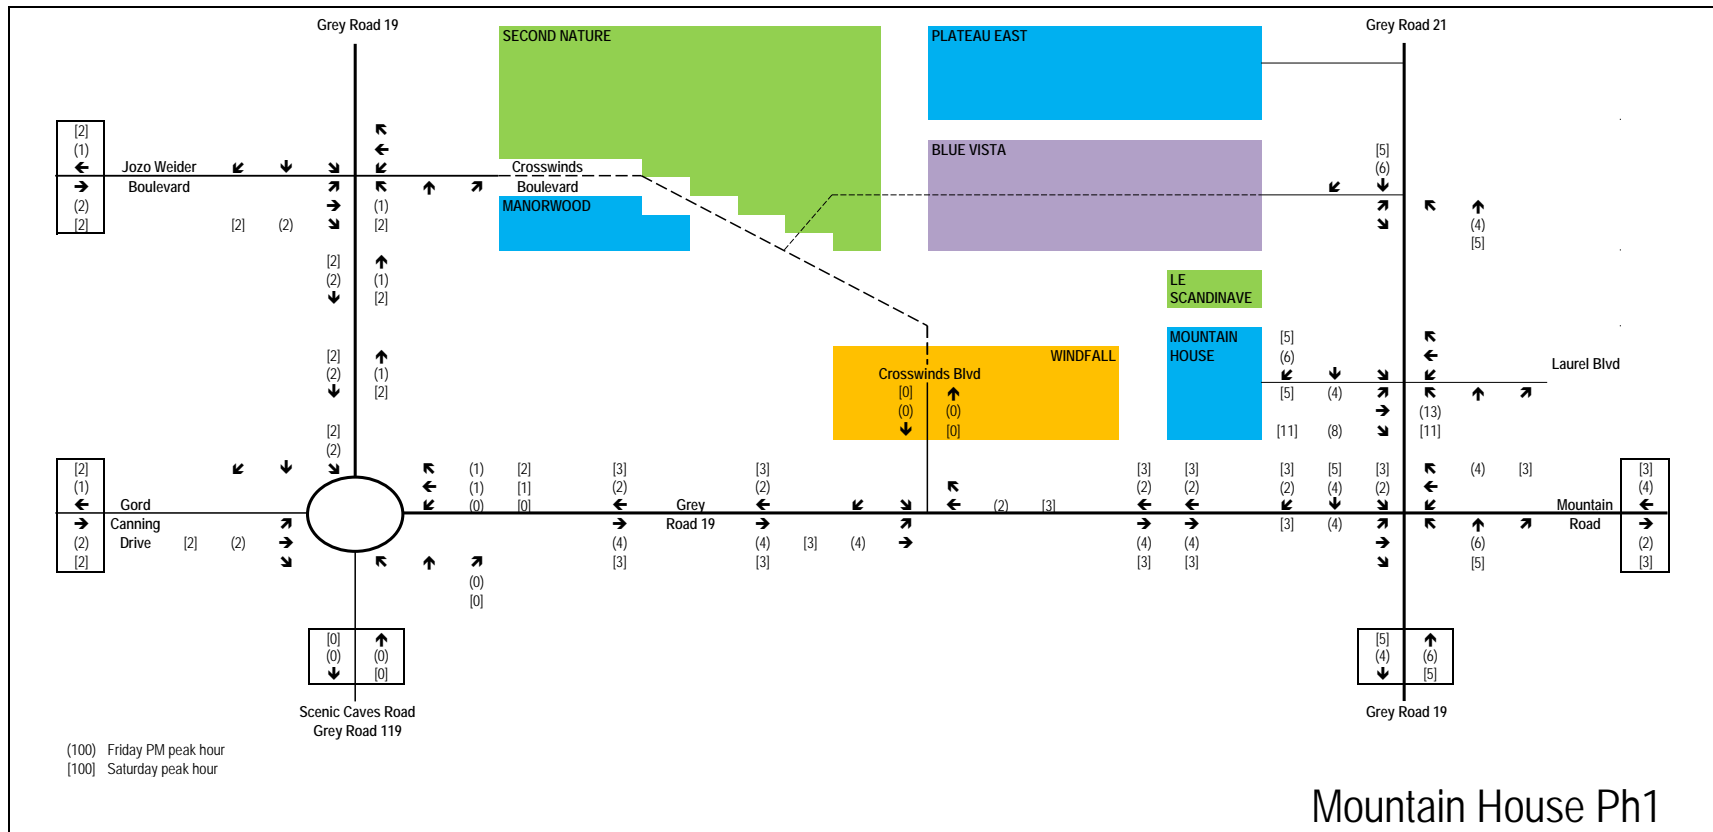 Grey Road 19
Grey Road 21
SECOND NATURE
PLATEAU EAST
[2]
(1)
Jozo Weider
Crosswinds
BLUE VISTA
[5]
(6)
Boulevard
Boulevard
(2) (1)
MANORWOOD
[2] [2] (2) [2]
(4)
[5]
[2]
(2) (1)
[2]
LE
SCANDINAVE
MOUNTAIN
HOUSE
[5]
(6)
WINDFALL
[2]
(2) (1)
[2]
Crosswinds Blvd
Laurel Blvd
[0]
(0) (0)
[0]
[5] (4)
(13)
[11] (8) [11]
[2]
(2)
[2] (1) [2] [3] [3] [3] [3] [3] [5] [3] (4) [3] [3]
(1) (1) [1] (2) (2) (2) (2) (2) (4) (2) (4)
Gord (0) [0] Grey (2) [3] Mountain
Canning Road 19 [3] (4) Road
(2) Drive [2] (2) (4) (4) [3] (4) (4) (4) (6) (2)
[2] [3] [3] [3] [3] [5] [3]
(0)
[0]
[0]
(0) (0)
[0]
[5]
(4) (6)
[5]
Scenic Caves Road
Grey Road 119
Grey Road 19
(100) Friday PM peak hour
[100] Saturday peak hour
Mountain House Ph1